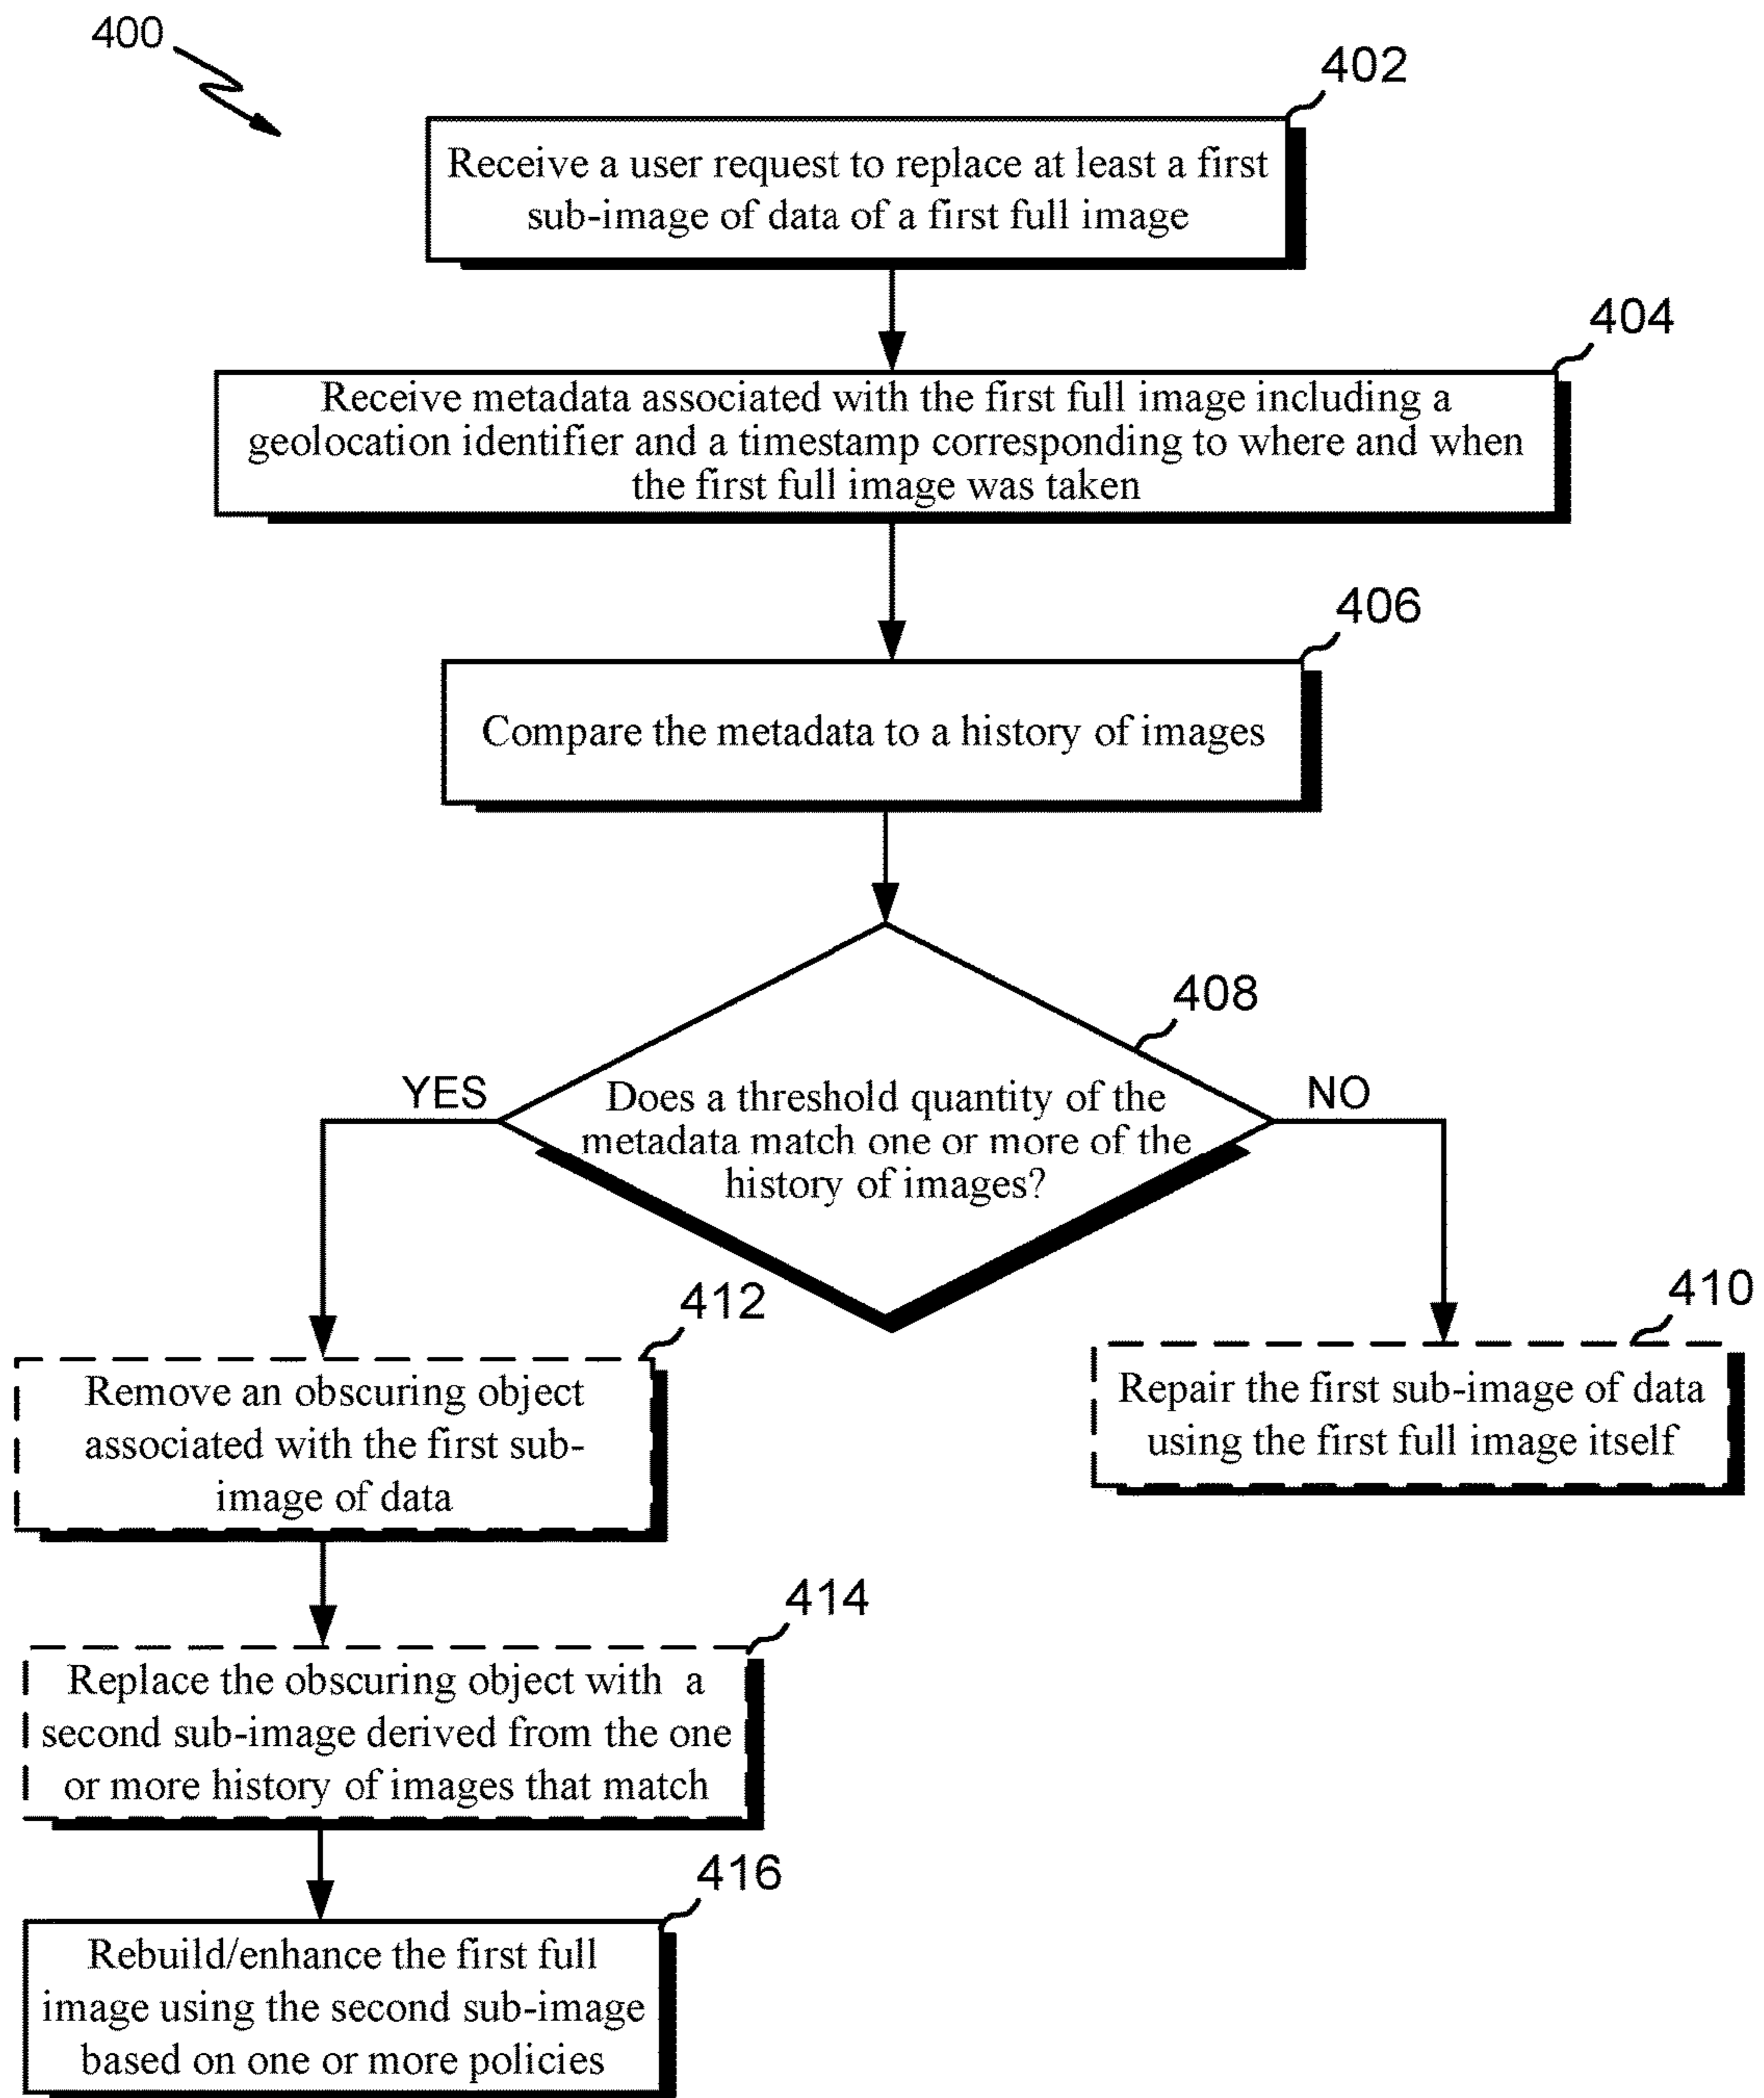 400
402
Receive a user request to replace at least a first
sub-image of data of a first full image
404
Receive metadata associated with the first full image including a
geolocation identifier and a timestamp corresponding to where and when
the first full image was taken
406
Compare the metadata to a history of images
408
YES
NO
Does a threshold quantity of the
metadata match one or more of the
history of images?
412
Remove an obscuring object
associated with the first sub-
image of data
410
Repair the first sub-image of data
using the first full image itself
414
Replace the obscuring object with a
second sub-image derived from the one
or more history of images that match
416
Rebuild/enhance the first full
image using the second sub-image
based on one or more policies